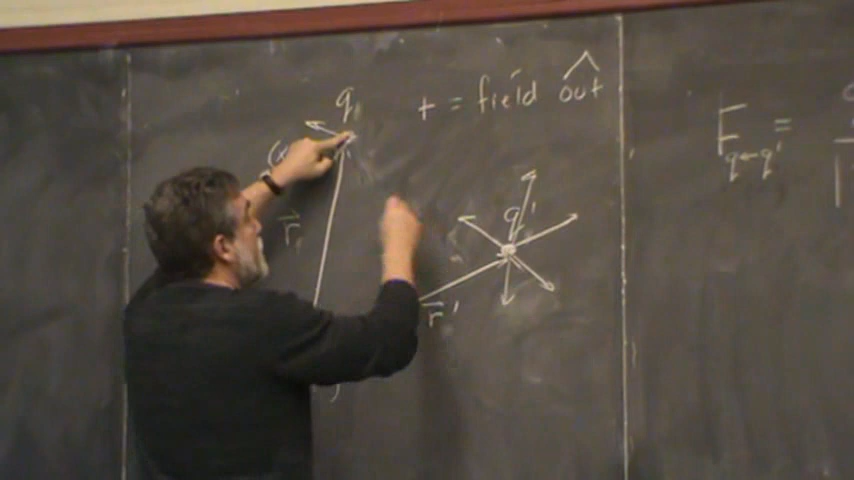 q
+ = field out
F q←q' =
q'
r
r'